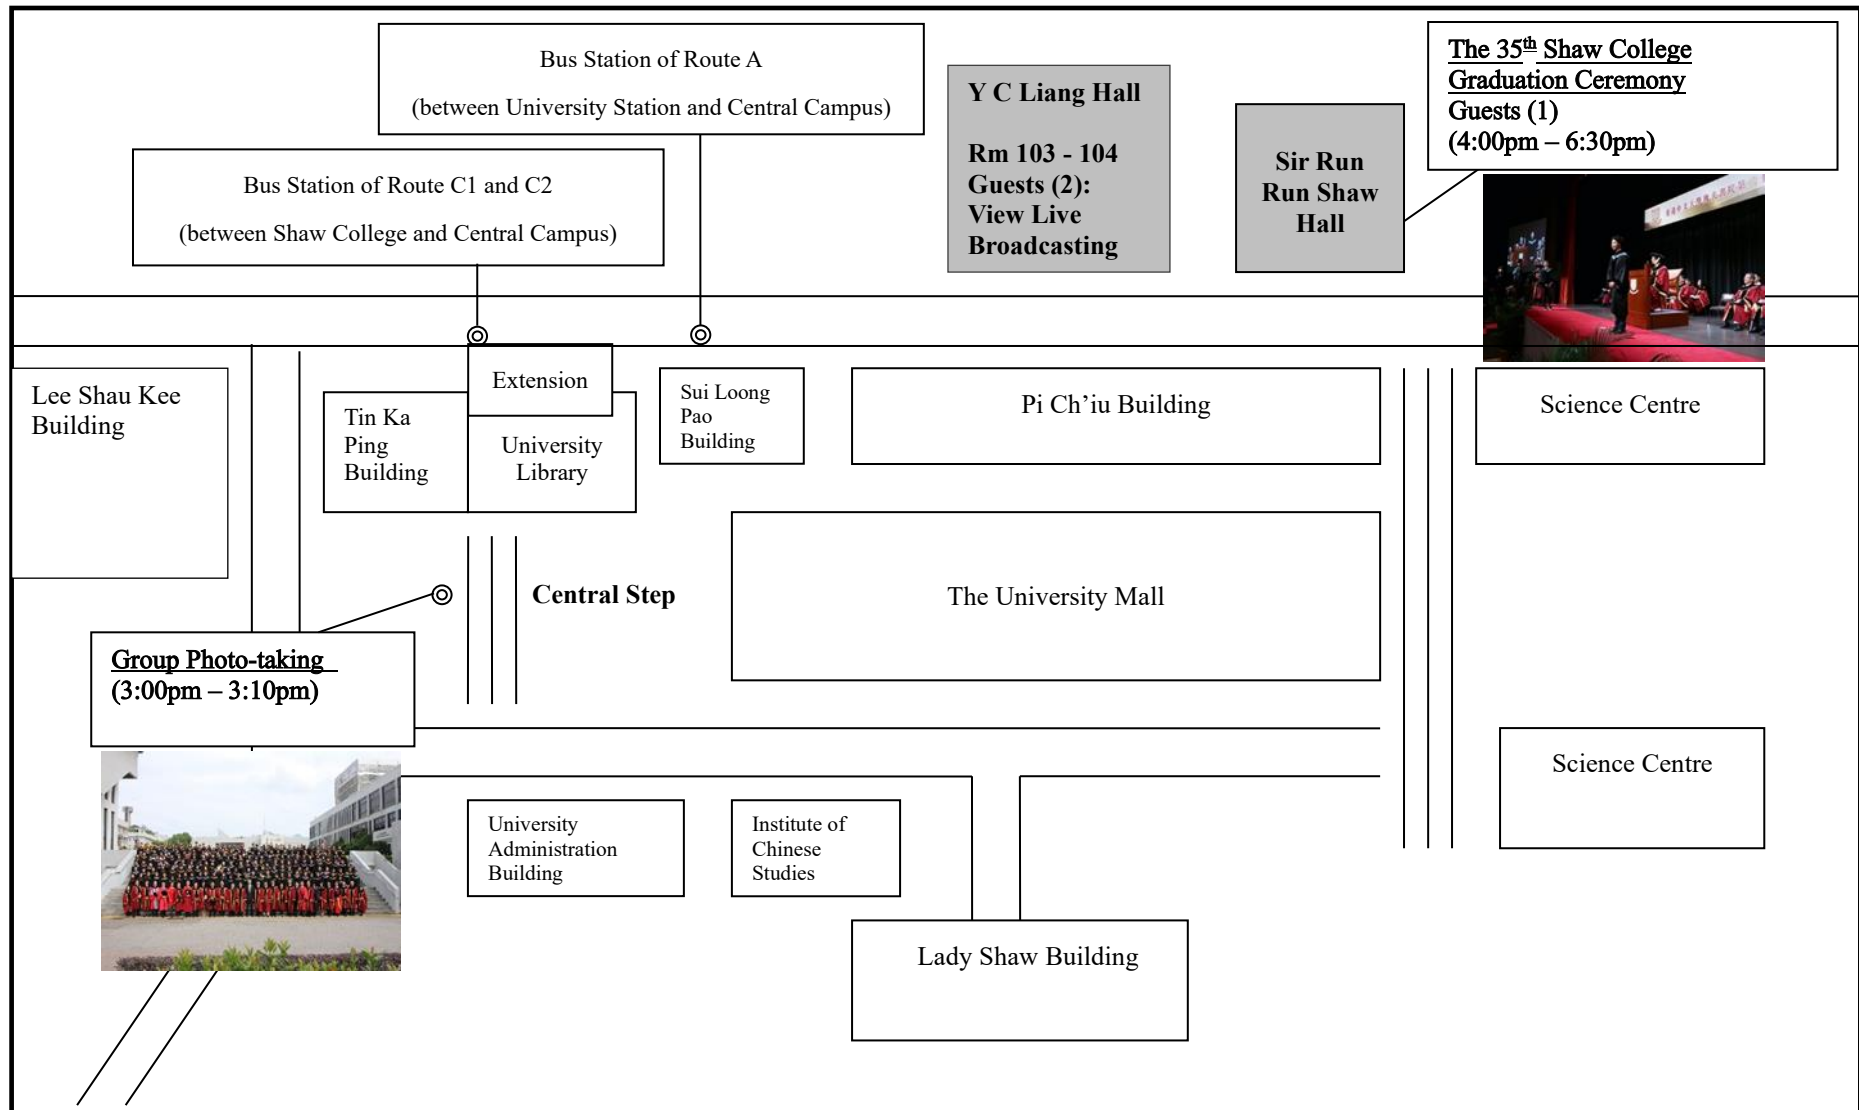 Bus Station of Route A
(between University Station and Central Campus)
Bus Station of Route C1 and C2
(between Shaw College and Central Campus)
Y C Liang Hall
Rm 103 - 104
Guests (2):
View Live
Broadcasting
Sir Run
Run Shaw
Hall
The 35th Shaw College
Graduation Ceremony
Guests (1)
(4:00pm – 6:30pm)
Lee Shau Kee
Building
Tin Ka
Ping
Building
Extension
University
Library
Sui Loong
Pao
Building
Pi Ch’iu Building
Science Centre
Central Step
The University Mall
Group Photo-taking
(3:00pm – 3:10pm)
University
Administration
Building
Institute of
Chinese
Studies
Science Centre
Lady Shaw Building